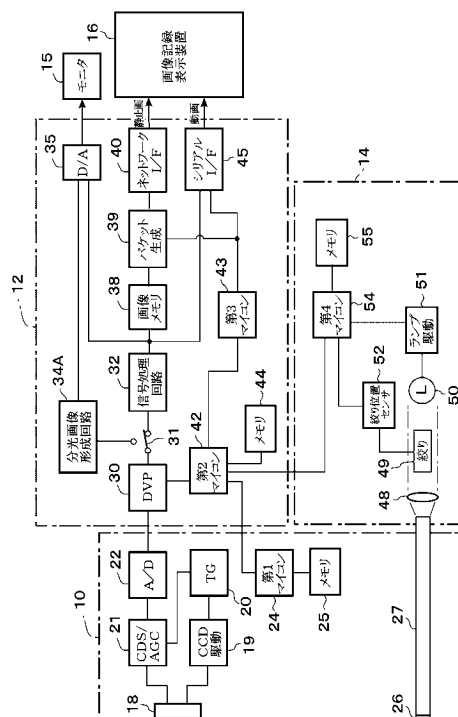 10
18
CDS/
AGC
21
A/D
22
CCD
駆動
19
TG
20
第1
マイコン
24
メモリ
25
26
27
12
DVP
30
31
分光画像
形成回路
34A
信号処理
回路
32
画像
メモリ
38
パケット
生成
39
ネットワーク
I/F
40
静止画
シリアル
I/F
45
動画
D/A
35
モニタ
15
画像記録
表示装置
16
第2
マイコン
42
メモリ
44
第3
マイコン
43
14
48
絞り
49
L
50
ランプ
駆動
51
絞り位置
センサ
52
第4
マイコン
54
メモリ
55